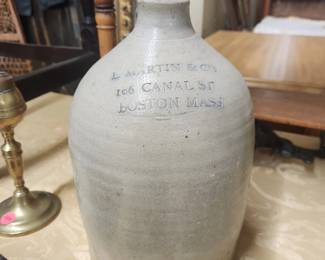 L. MARTIN & CO.
106 CANAL ST
BOSTON MASS